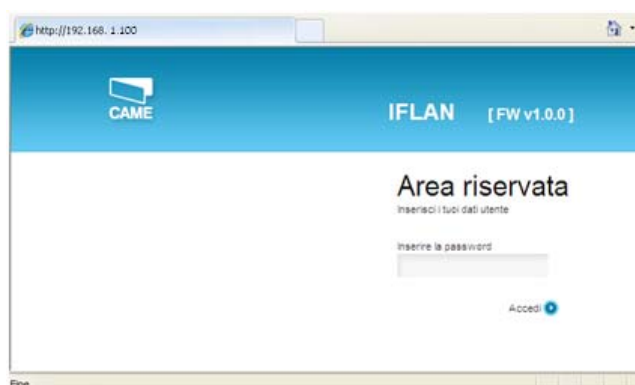 http://192.168. 1.100
CAME
IFLAN [ FW v1.0.0 ]
Area riservata
Inserisci i tuoi dati utente
Inserire la password
Accedi
Fine